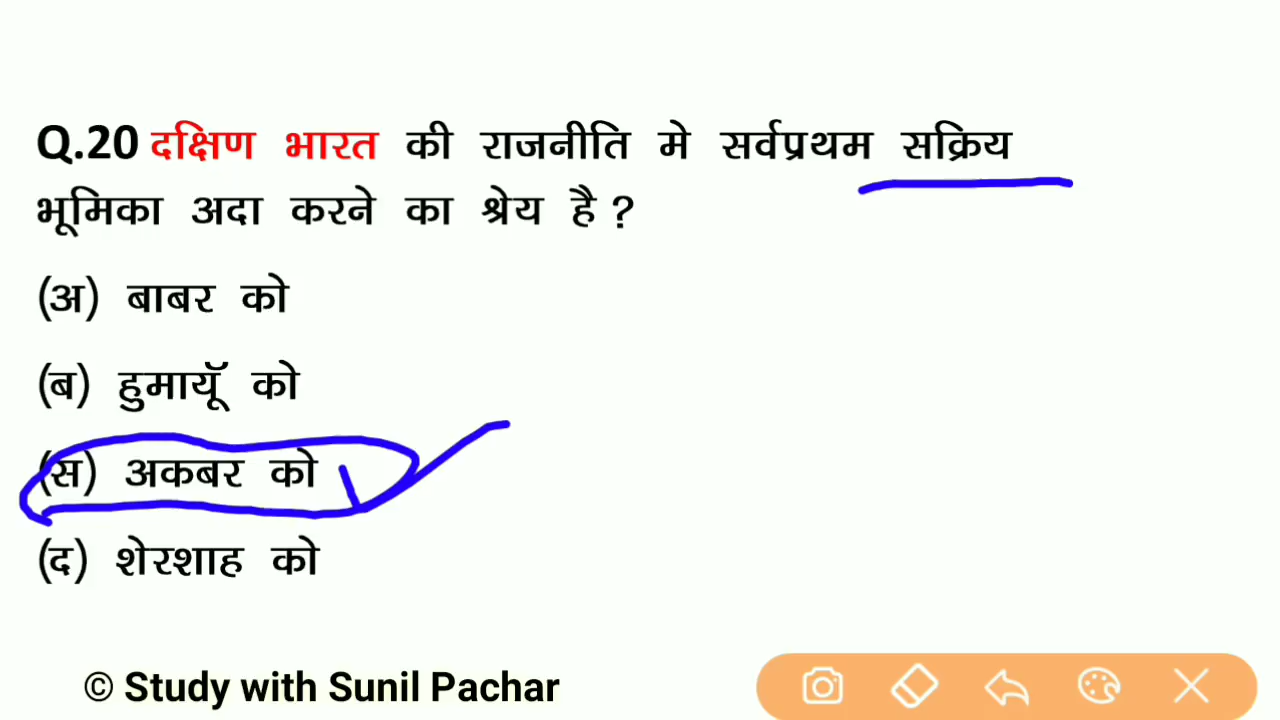 Q.20 दक्षिण भारत की राजनीति मे सर्वप्रथम सक्रिय
भूमिका अदा करने का श्रेय है ?
(अ) बाबर को
(ब) हुमायूॅ को
(स) अकबर को
(द) शेरशाह को
© Study with Sunil Pachar